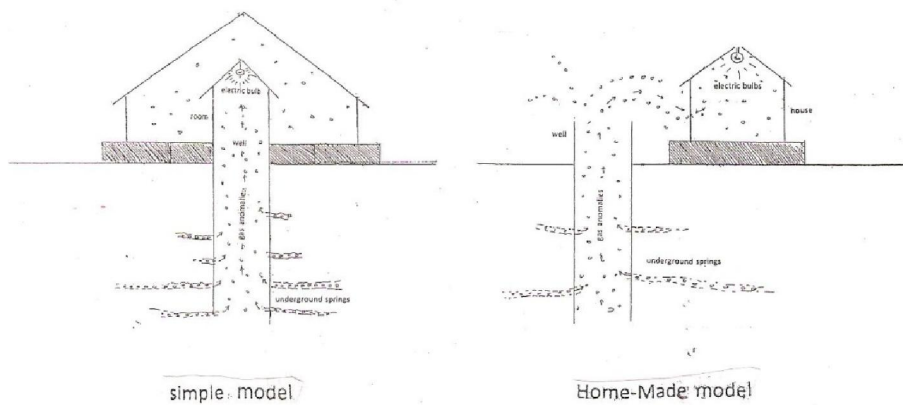 electric bulb
room
well
gas anomalies
underground springs
simple model
electric bulbs
house
well
gas anomalies
underground springs
Home-Made model